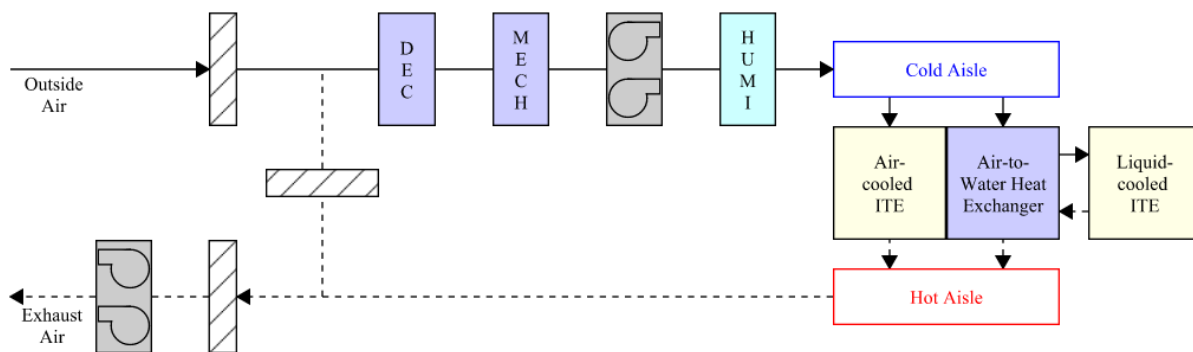 Outside
Air
D
E
C
M
E
C
H
H
U
M
I
Cold Aisle
Air-
cooled
ITE
Air-to-
Water Heat
Exchanger
Liquid-
cooled
ITE
Exhaust
Air
Hot Aisle